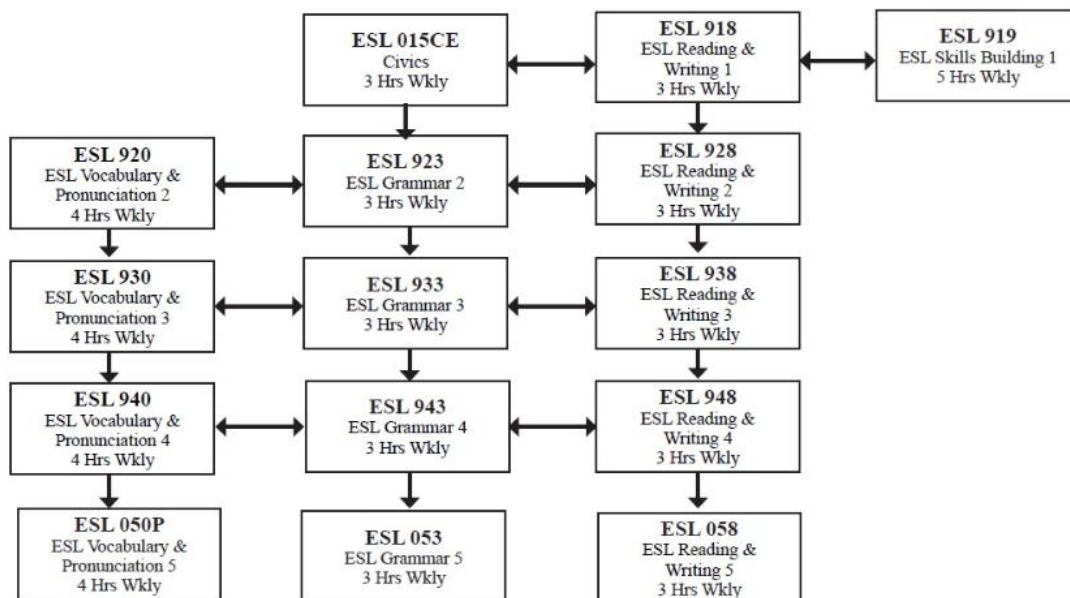 ESL 015CE
Civics
3 Hrs Wkly
ESL 918
ESL Reading &
Writing 1
3 Hrs Wkly
ESL 919
ESL Skills Building 1
5 Hrs Wkly
ESL 920
ESL Vocabulary &
Pronunciation 2
4 Hrs Wkly
ESL 923
ESL Grammar 2
3 Hrs Wkly
ESL 928
ESL Reading &
Writing 2
3 Hrs Wkly
ESL 930
ESL Vocabulary &
Pronunciation 3
4 Hrs Wkly
ESL 933
ESL Grammar 3
3 Hrs Wkly
ESL 938
ESL Reading &
Writing 3
3 Hrs Wkly
ESL 940
ESL Vocabulary &
Pronunciation 4
4 Hrs Wkly
ESL 943
ESL Grammar 4
3 Hrs Wkly
ESL 948
ESL Reading &
Writing 4
3 Hrs Wkly
ESL 050P
ESL Vocabulary &
Pronunciation 5
4 Hrs Wkly
ESL 053
ESL Grammar 5
3 Hrs Wkly
ESL 058
ESL Reading &
Writing 5
3 Hrs Wkly